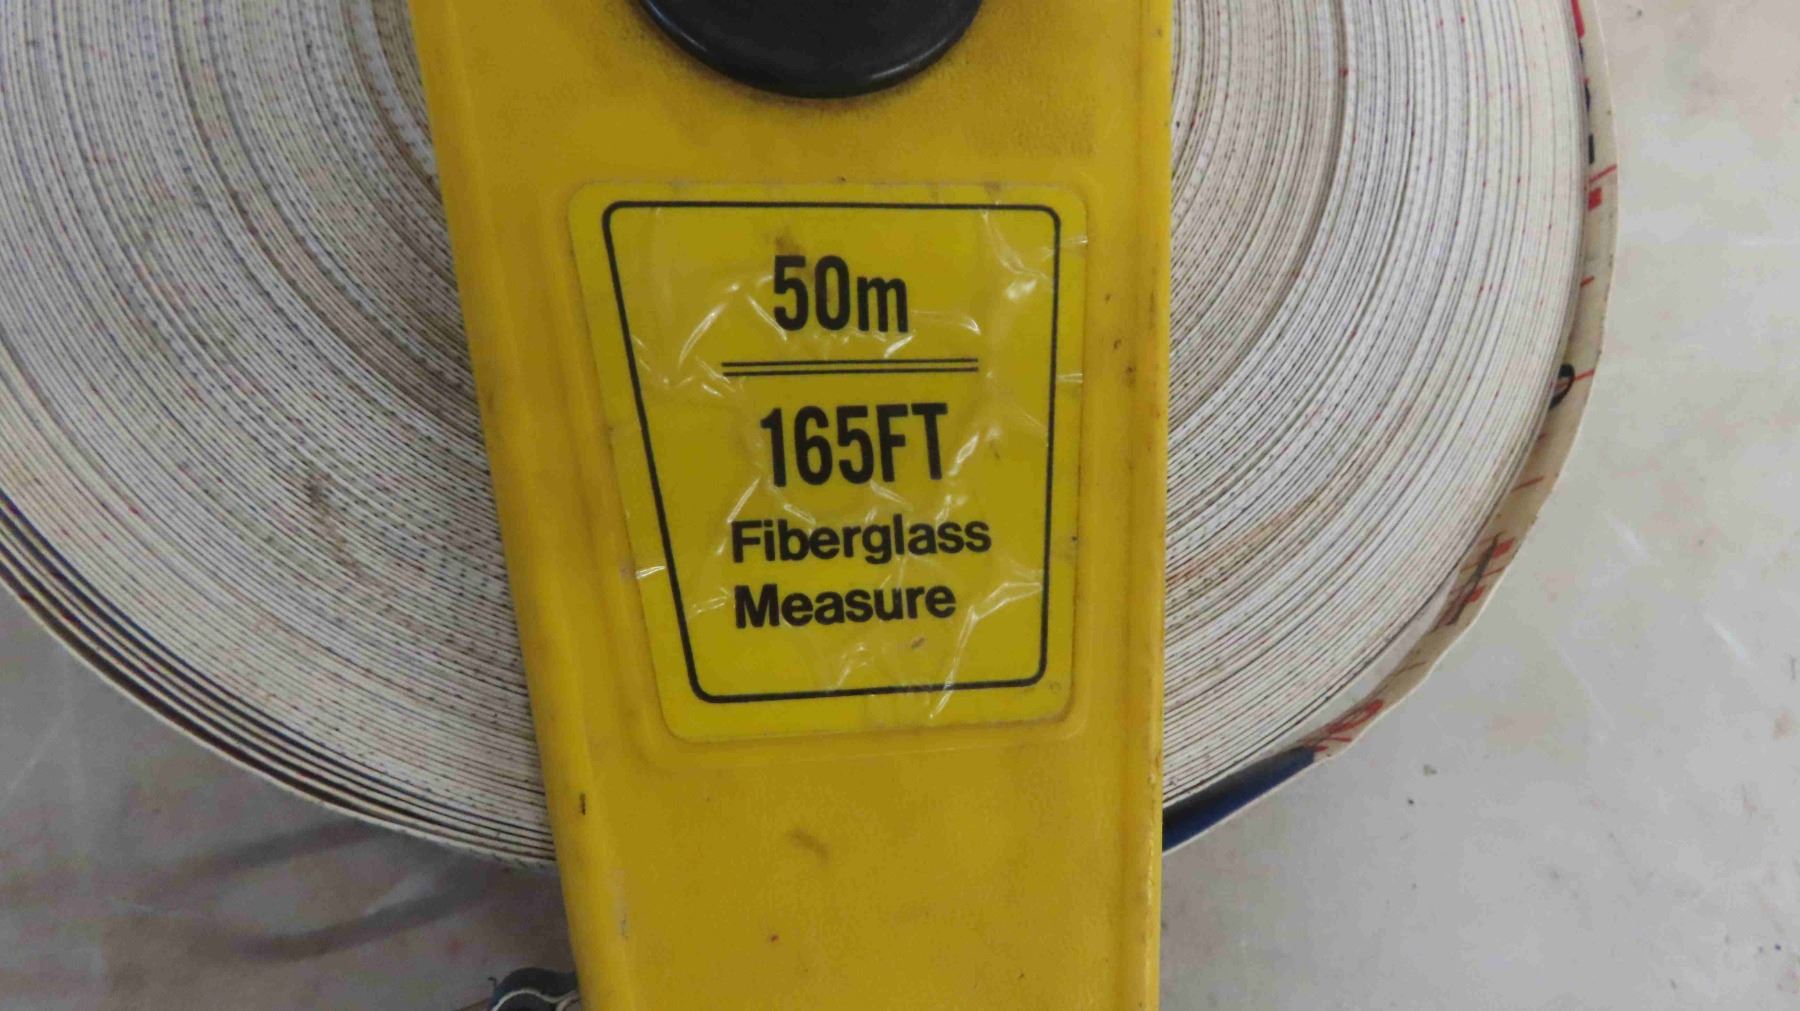 50m
165FT
Fiberglass
Measure